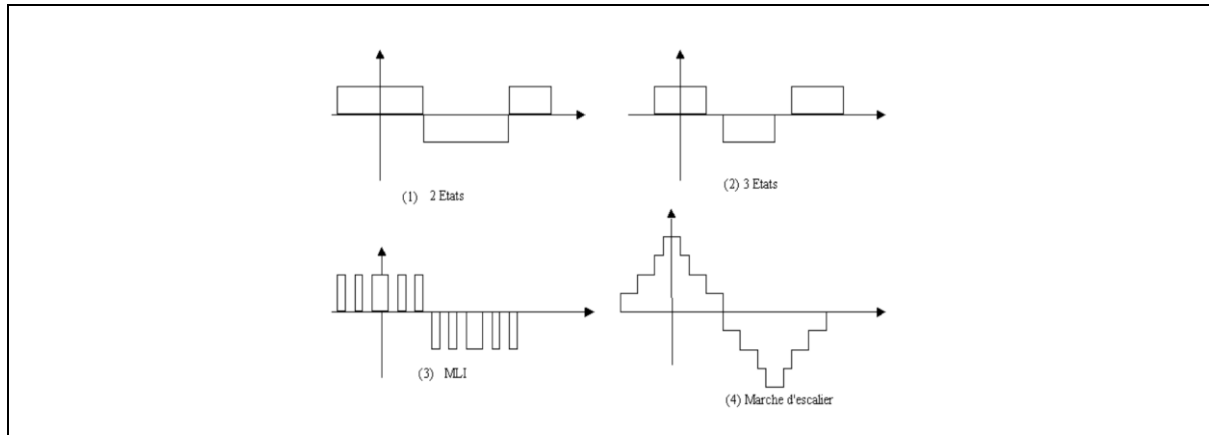 (1) 2 Etats
(2) 3 Etats
(3) MLI
(4) Marche d'escalier